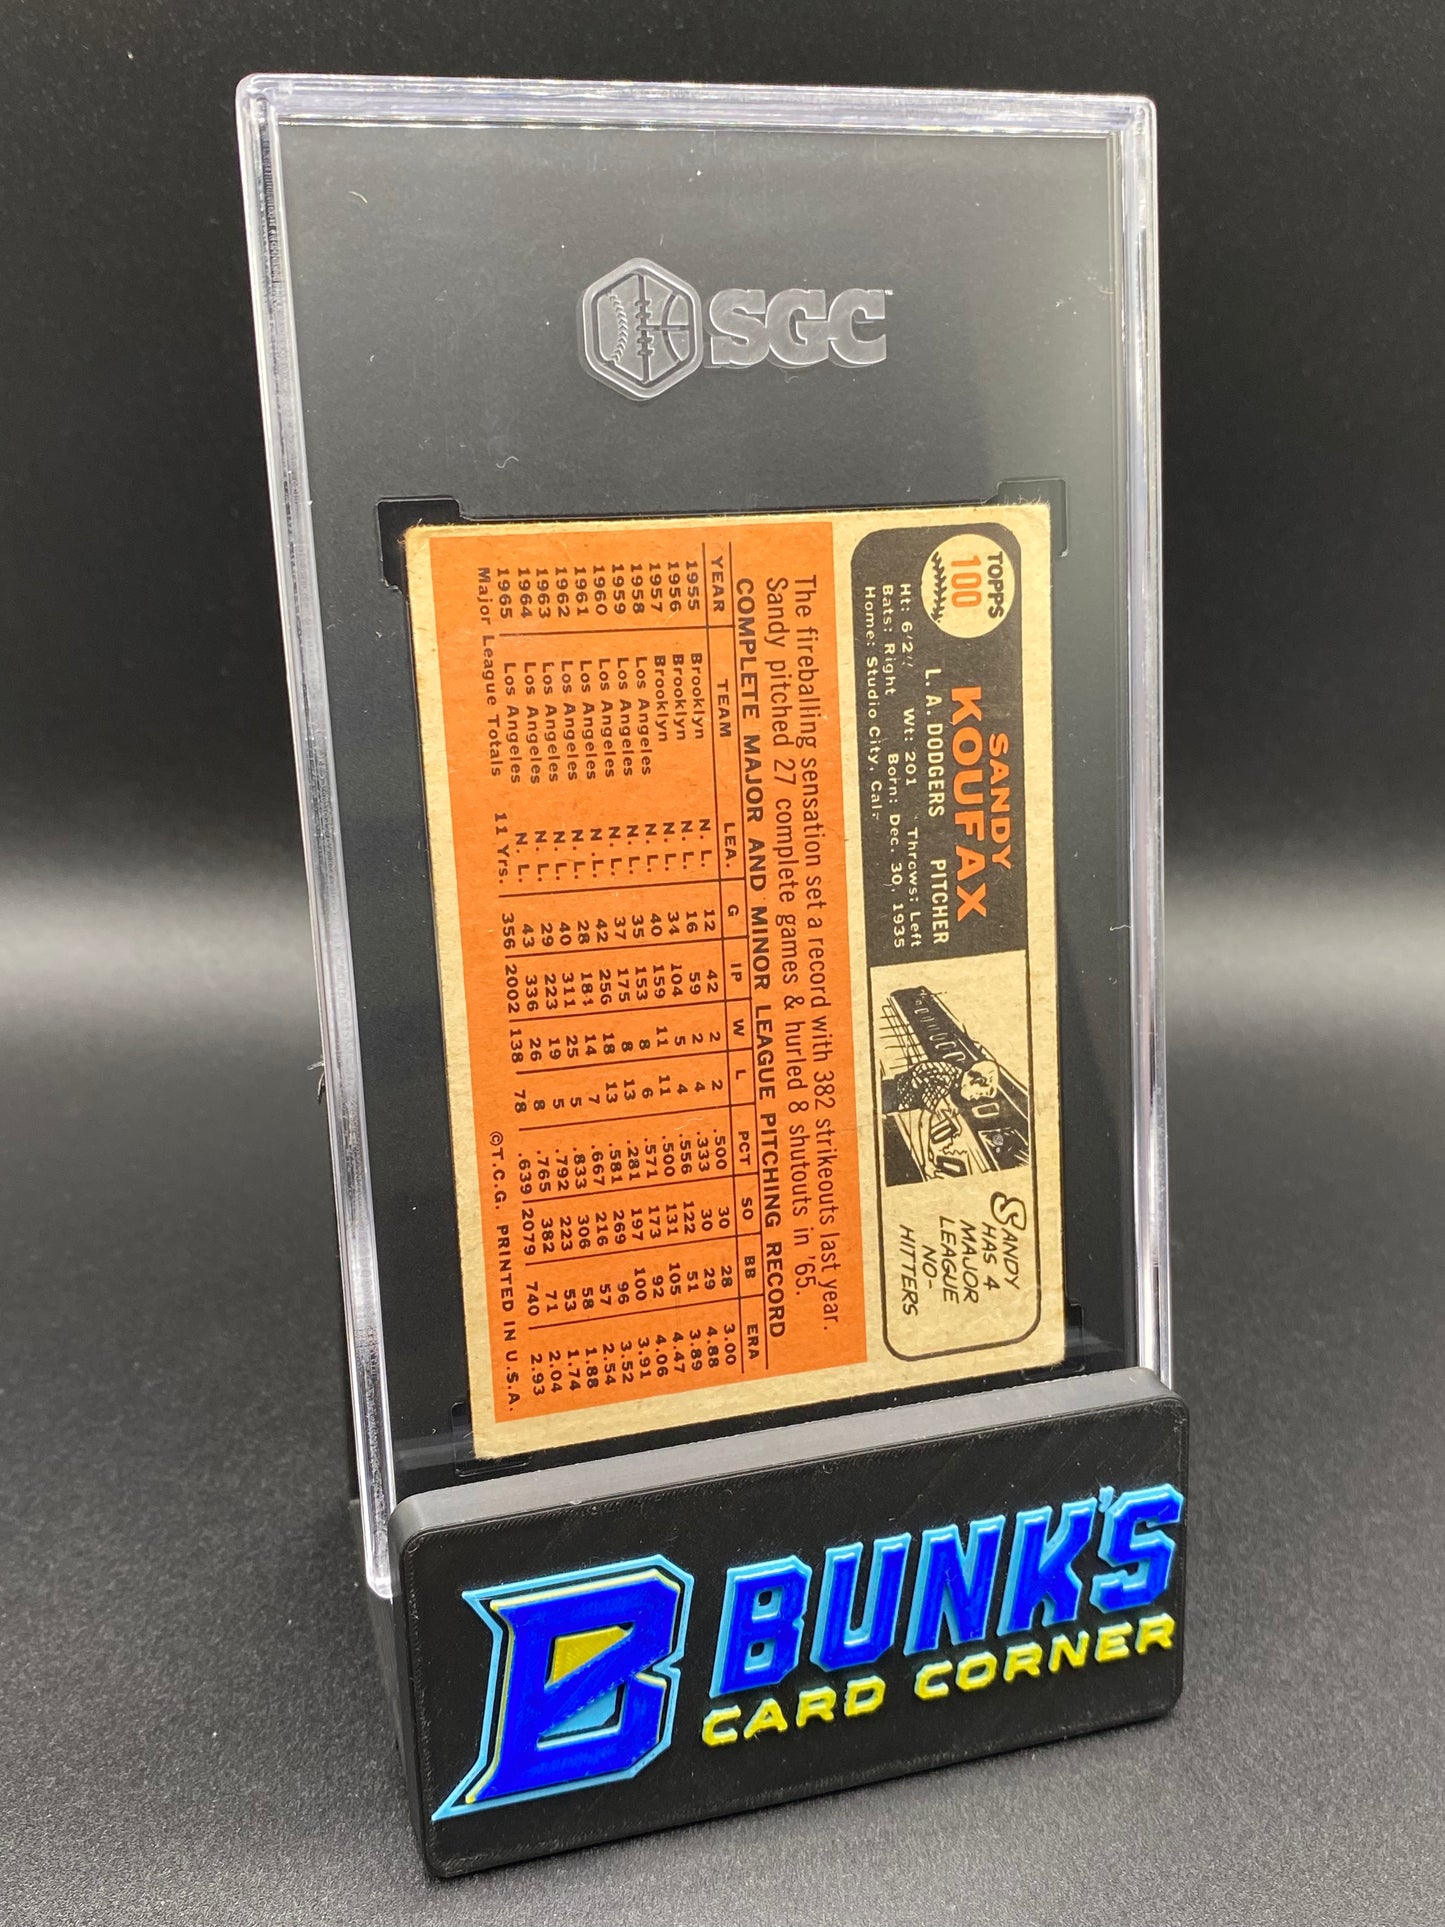 SGC
TOPPS
100
SANDY
KOUFAX
L. A. DODGERS PITCHER
Ht: 6'2" Wt: 201 Throws: Left
Bats: Right Born: Dec. 30, 1935
Home: Studio City, Cal.
SANDY
HAS 4
MAJOR
LEAGUE
NO-
HITTERS
The fireballing sensation set a record with 382 strikeouts last year.
Sandy pitched 27 complete games & hurled 8 shutouts in '65.
COMPLETE MAJOR AND MINOR LEAGUE PITCHING RECORD
YEAR TEAM LEA. G IP W L PCT SO BB ERA
1955 Brooklyn N. L. 12 42 2 2 .500 30 28 3.00
1956 Brooklyn N. L. 16 59 2 4 .333 30 29 4.88
1957 Brooklyn N. L. 34 104 5 4 .556 122 51 3.89
1958 Los Angeles N. L. 40 159 11 11 .500 131 105 4.47
1959 Los Angeles N. L. 35 153 8 6 .571 173 92 4.06
1960 Los Angeles N. L. 37 175 8 13 .281 197 100 3.91
1961 Los Angeles N. L. 42 256 18 13 .581 269 96 3.52
1962 Los Angeles N. L. 28 184 14 7 .667 216 57 2.54
1963 Los Angeles N. L. 40 311 25 5 .833 306 58 1.88
1964 Los Angeles N. L. 29 223 19 5 .792 223 53 1.74
1965 Los Angeles N. L. 43 336 26 8 .765 382 71 2.04
Major League Totals 11 Yrs. 356 2002 138 78 .639 2079 740 2.93
©T.C.G. PRINTED IN U.S.A.
B BUNK'S
CARD CORNER